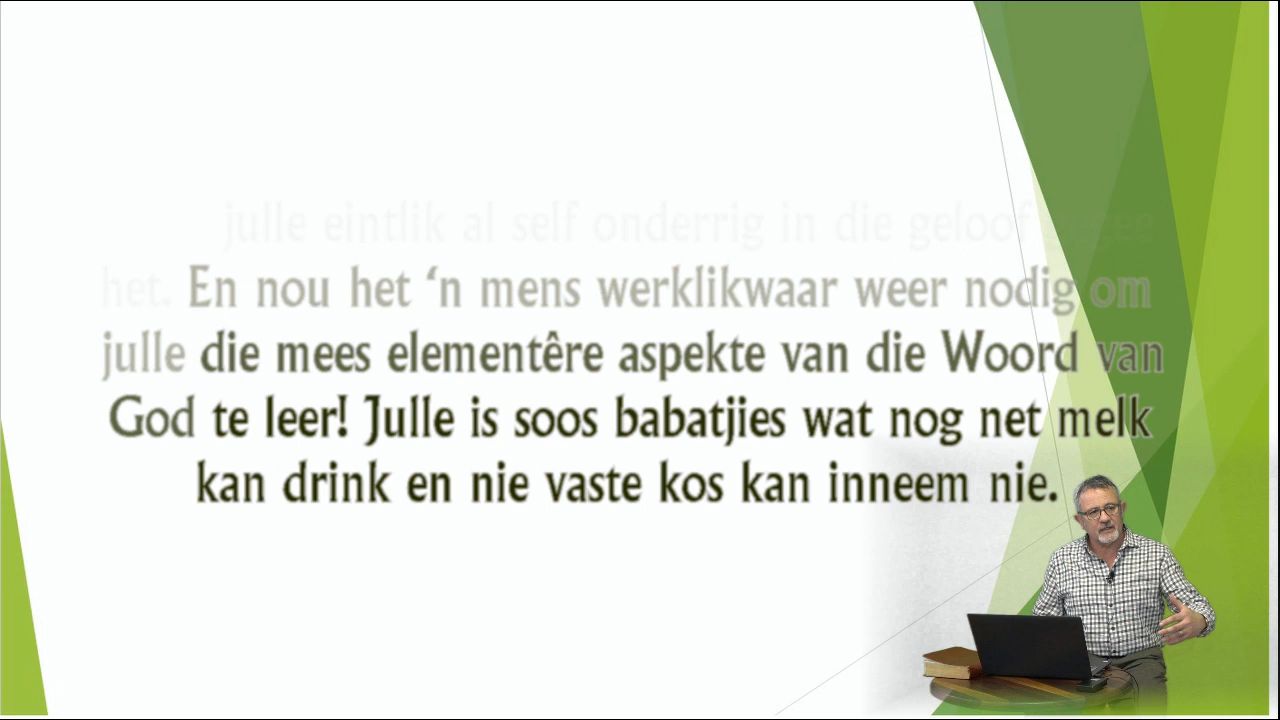 julle eintlik al self onderrig in die geloof
het. En nou het ‘n mens werklikwaar weer nodig om
julle die mees elementêre aspekte van die Woord van
God te leer! Julle is soos babatjies wat nog net melk
kan drink en nie vaste kos kan inneem nie.